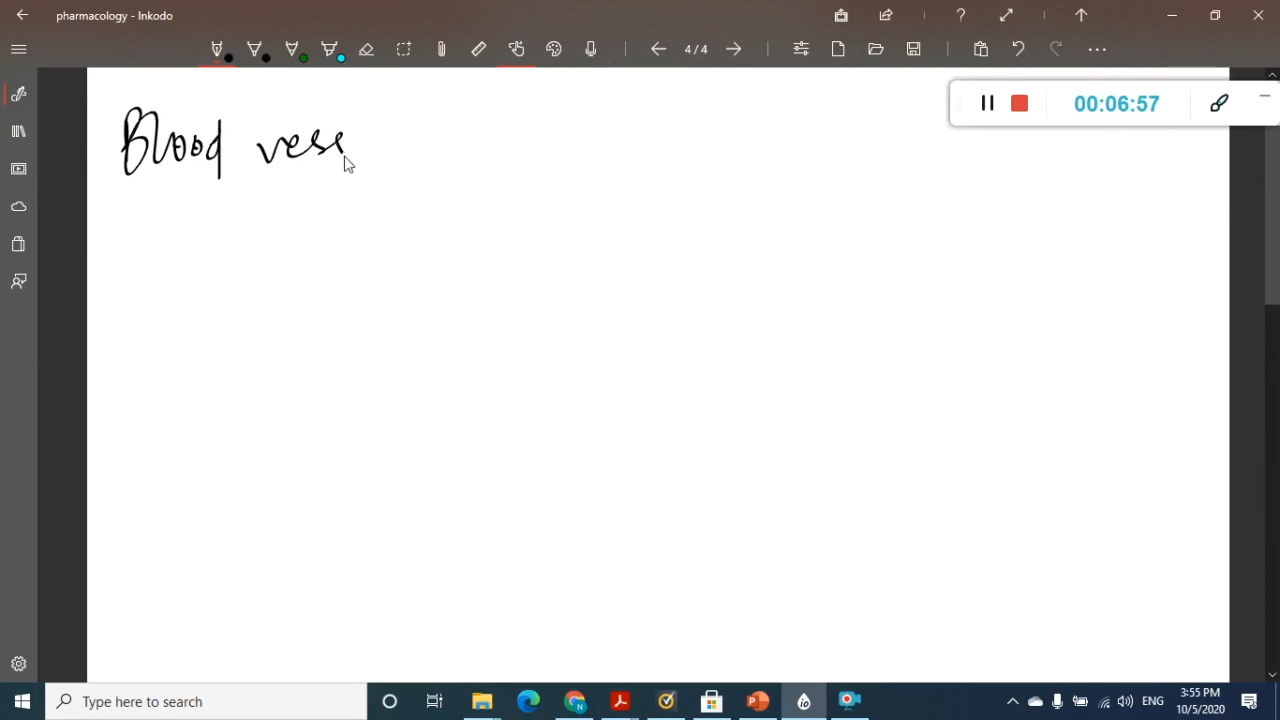 pharmacology - Inkodo
4/4
00:06:57
Blood vess
Type here to search
ENG
3:55 PM
10/5/2020